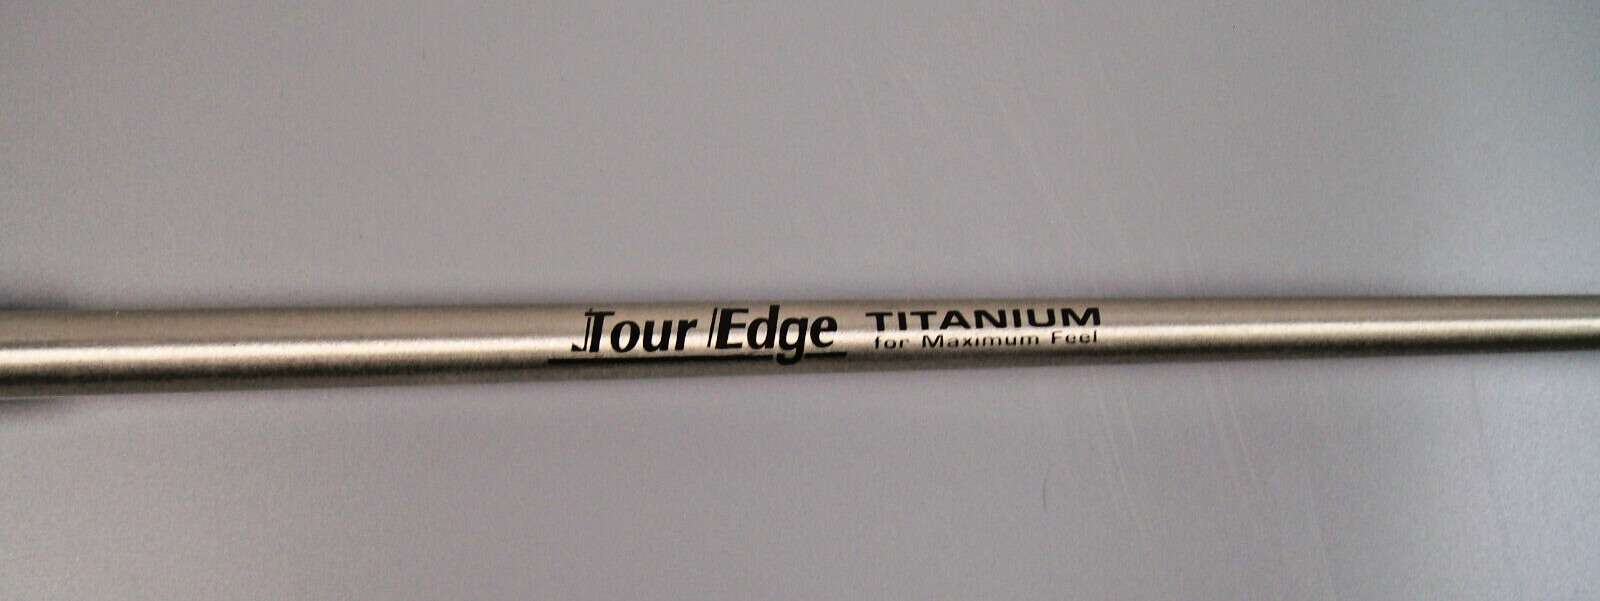 Tour Edge TITANIUM
for Maximum Feel